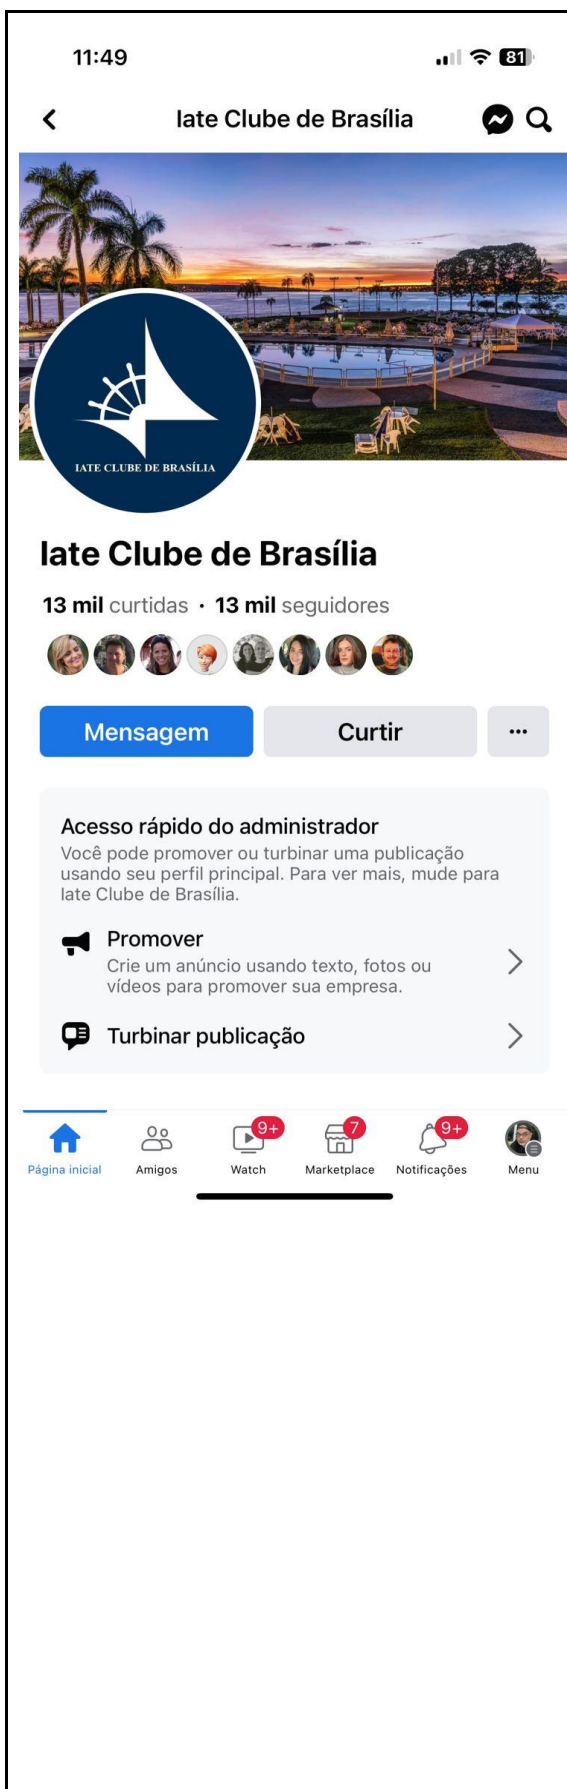 11:49
81
Iate Clube de Brasília
IATE CLUBE DE BRASÍLIA
Iate Clube de Brasília
13 mil curtidas · 13 mil seguidores
Mensagem
Curtir
...
Acesso rápido do administrador
Você pode promover ou turbinar uma publicação
usando seu perfil principal. Para ver mais, mude para
Iate Clube de Brasília.
Promover
Crie um anúncio usando texto, fotos ou
vídeos para promover sua empresa.
Turbinar publicação
9+
7
9+
Página inicial
Amigos
Watch
Marketplace
Notificações
Menu